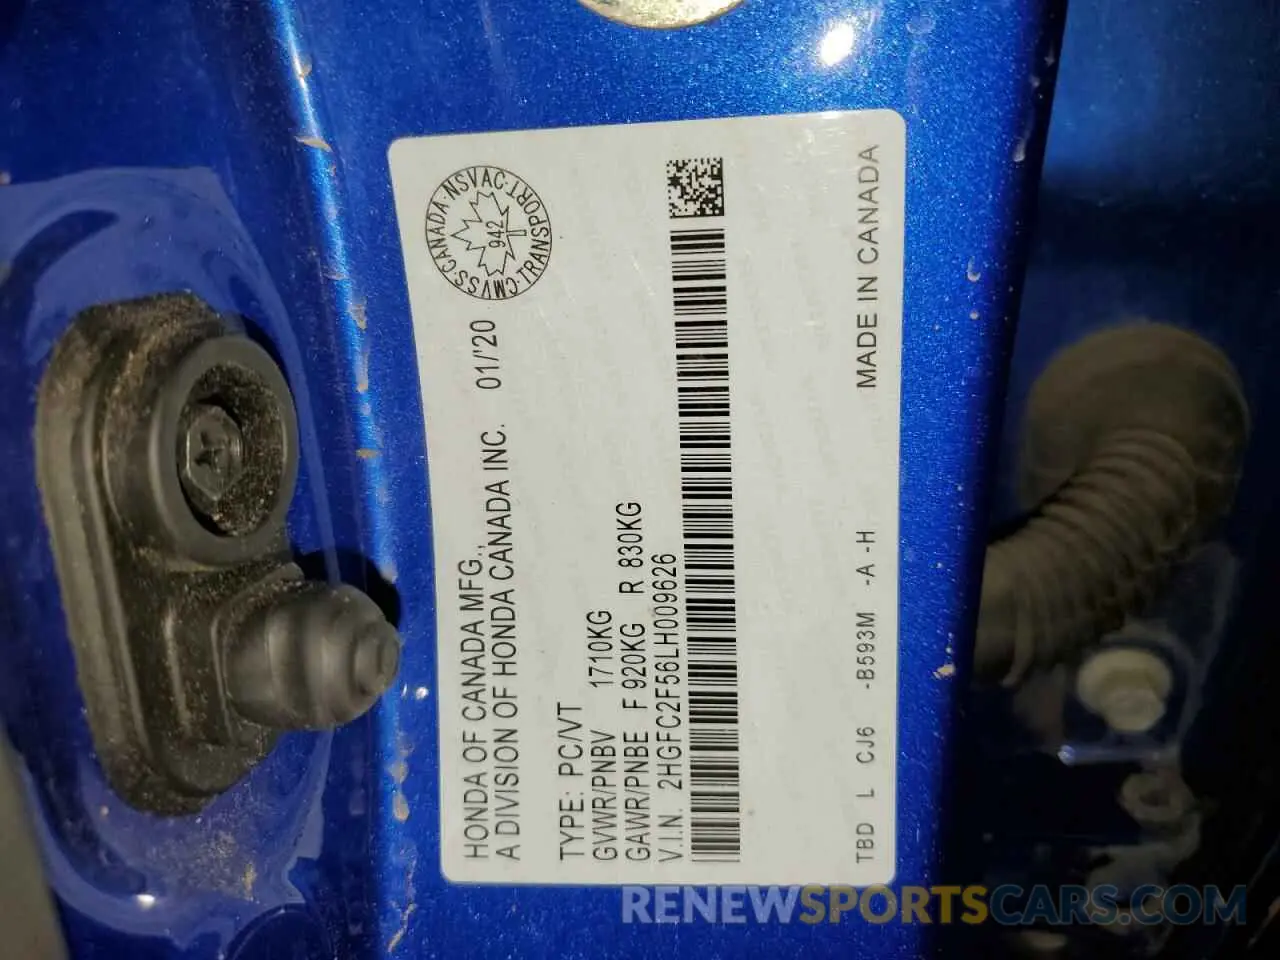 HONDA OF CANADA MFG.,
A DIVISION OF HONDA CANADA INC. 01/'20
CMVSS·CANADA·NSVAC·TRANSPORT·
942
TYPE: PC/VT
GVWR/PNBV 1710KG
GAWR/PNBE F 920KG R 830KG
V.I.N. 2HGFC2F56LH009626
TBD L CJ6 -B593M -A -H MADE IN CANADA
RENEWSPORTSCARS.COM